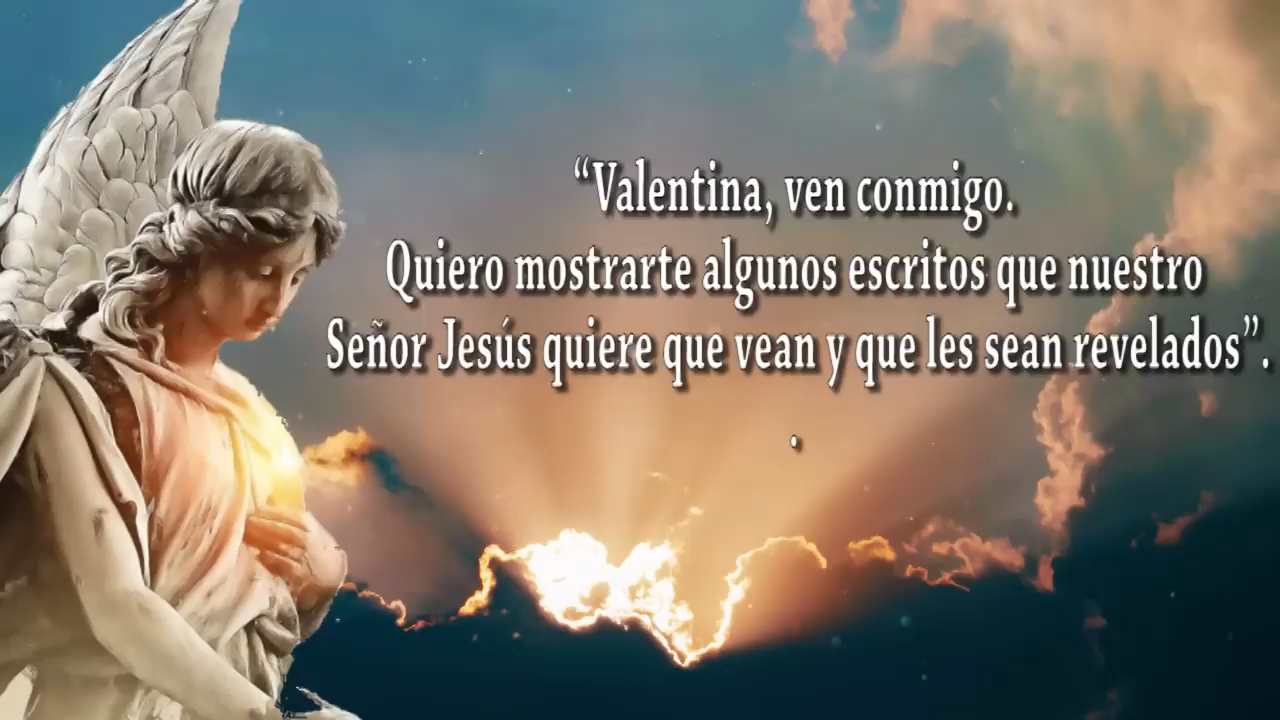 “Valentina, ven conmigo.
Quiero mostrarte algunos escritos que nuestro
Señor Jesús quiere que vean y que les sean revelados”.
.